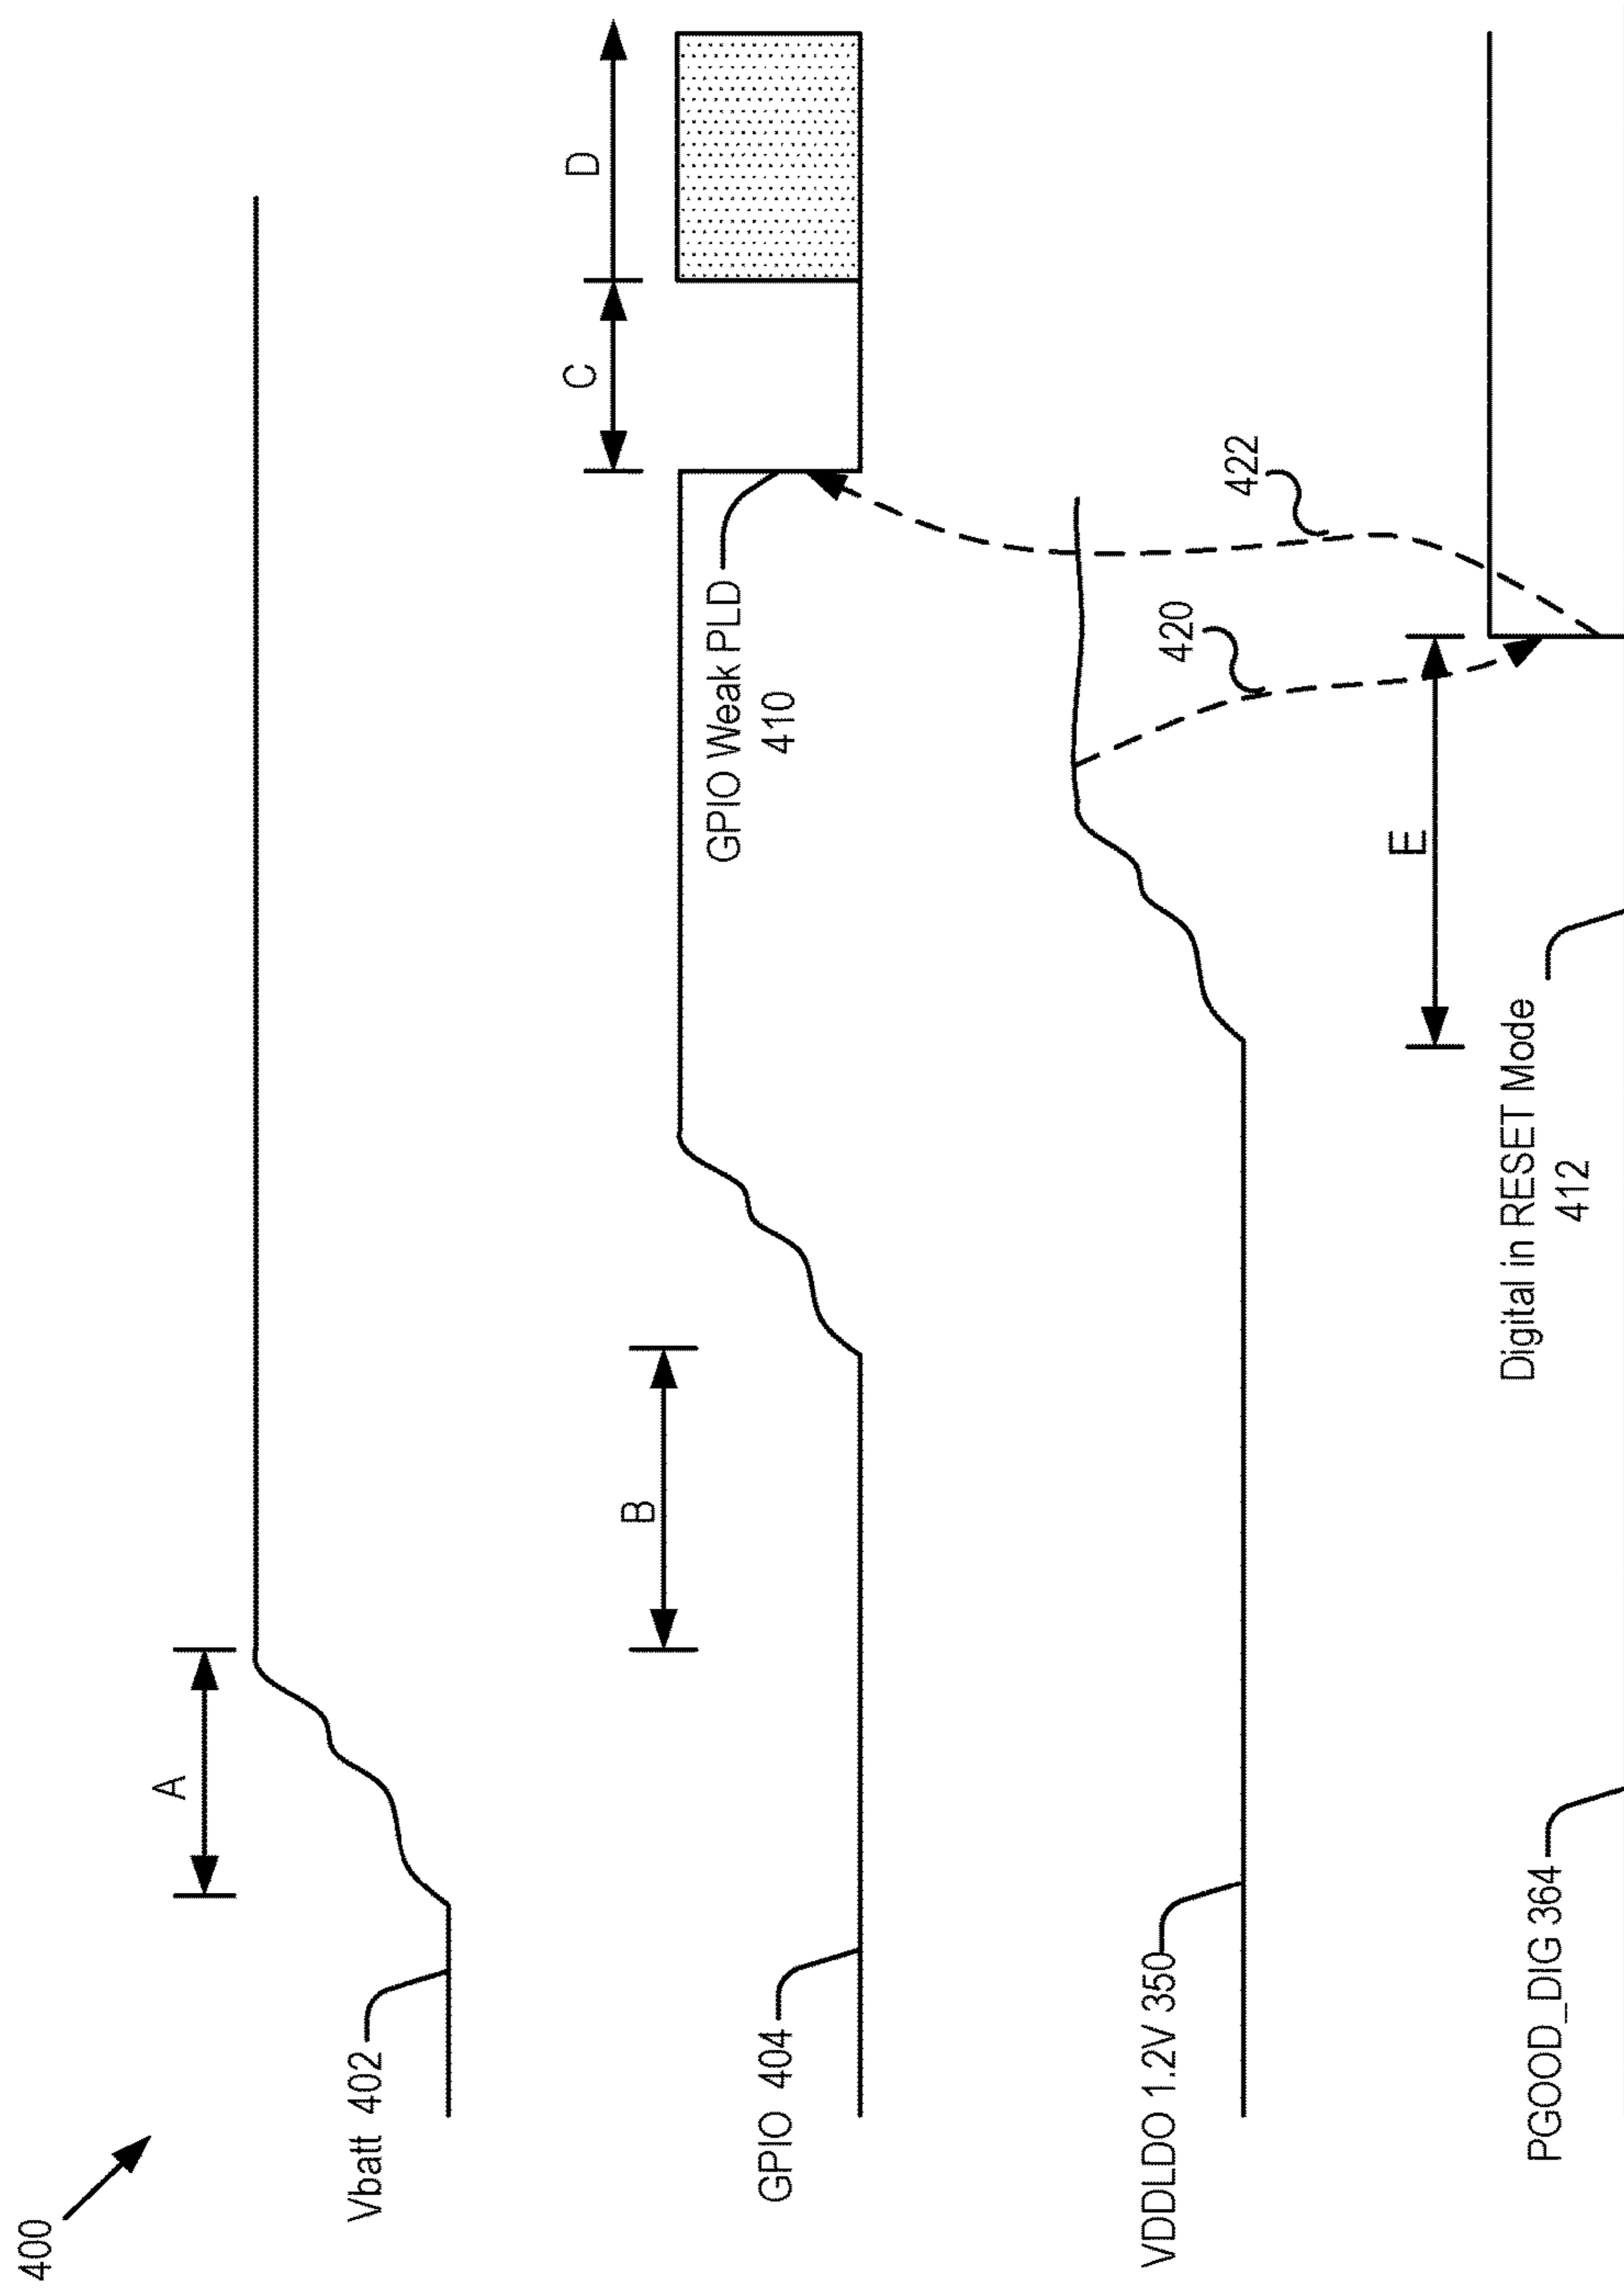 400
A
Vbatt 402
B
C
D
GPIO 404
GPIO Weak PLD
410
VDDLDO 1.2V 350
420
422
E
PGOOD_DIG 364
Digital in RESET Mode
412